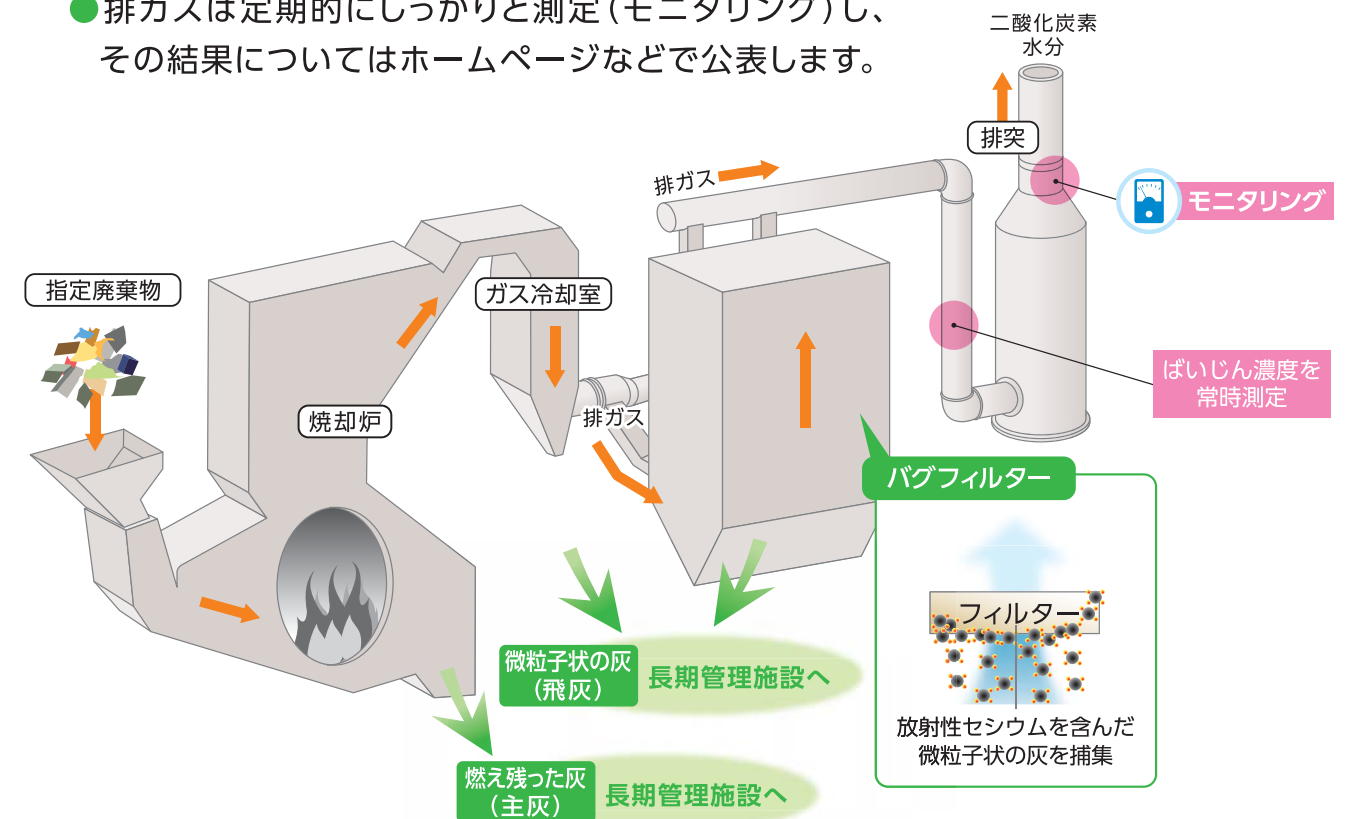 ●排ガスは定期的にしっかりと測定（モニタリング）し、
その結果についてはホームページなどで公表します。
二酸化炭素
水分
排突
排ガス
モニタリング
指定廃棄物
ガス冷却室
ばいじん濃度を
常時測定
焼却炉
排ガス
バグフィルター
フィルター
微粒子状の灰
（飛灰）
長期管理施設へ
放射性セシウムを含んだ
微粒子状の灰を捕集
燃え残った灰
（主灰）
長期管理施設へ